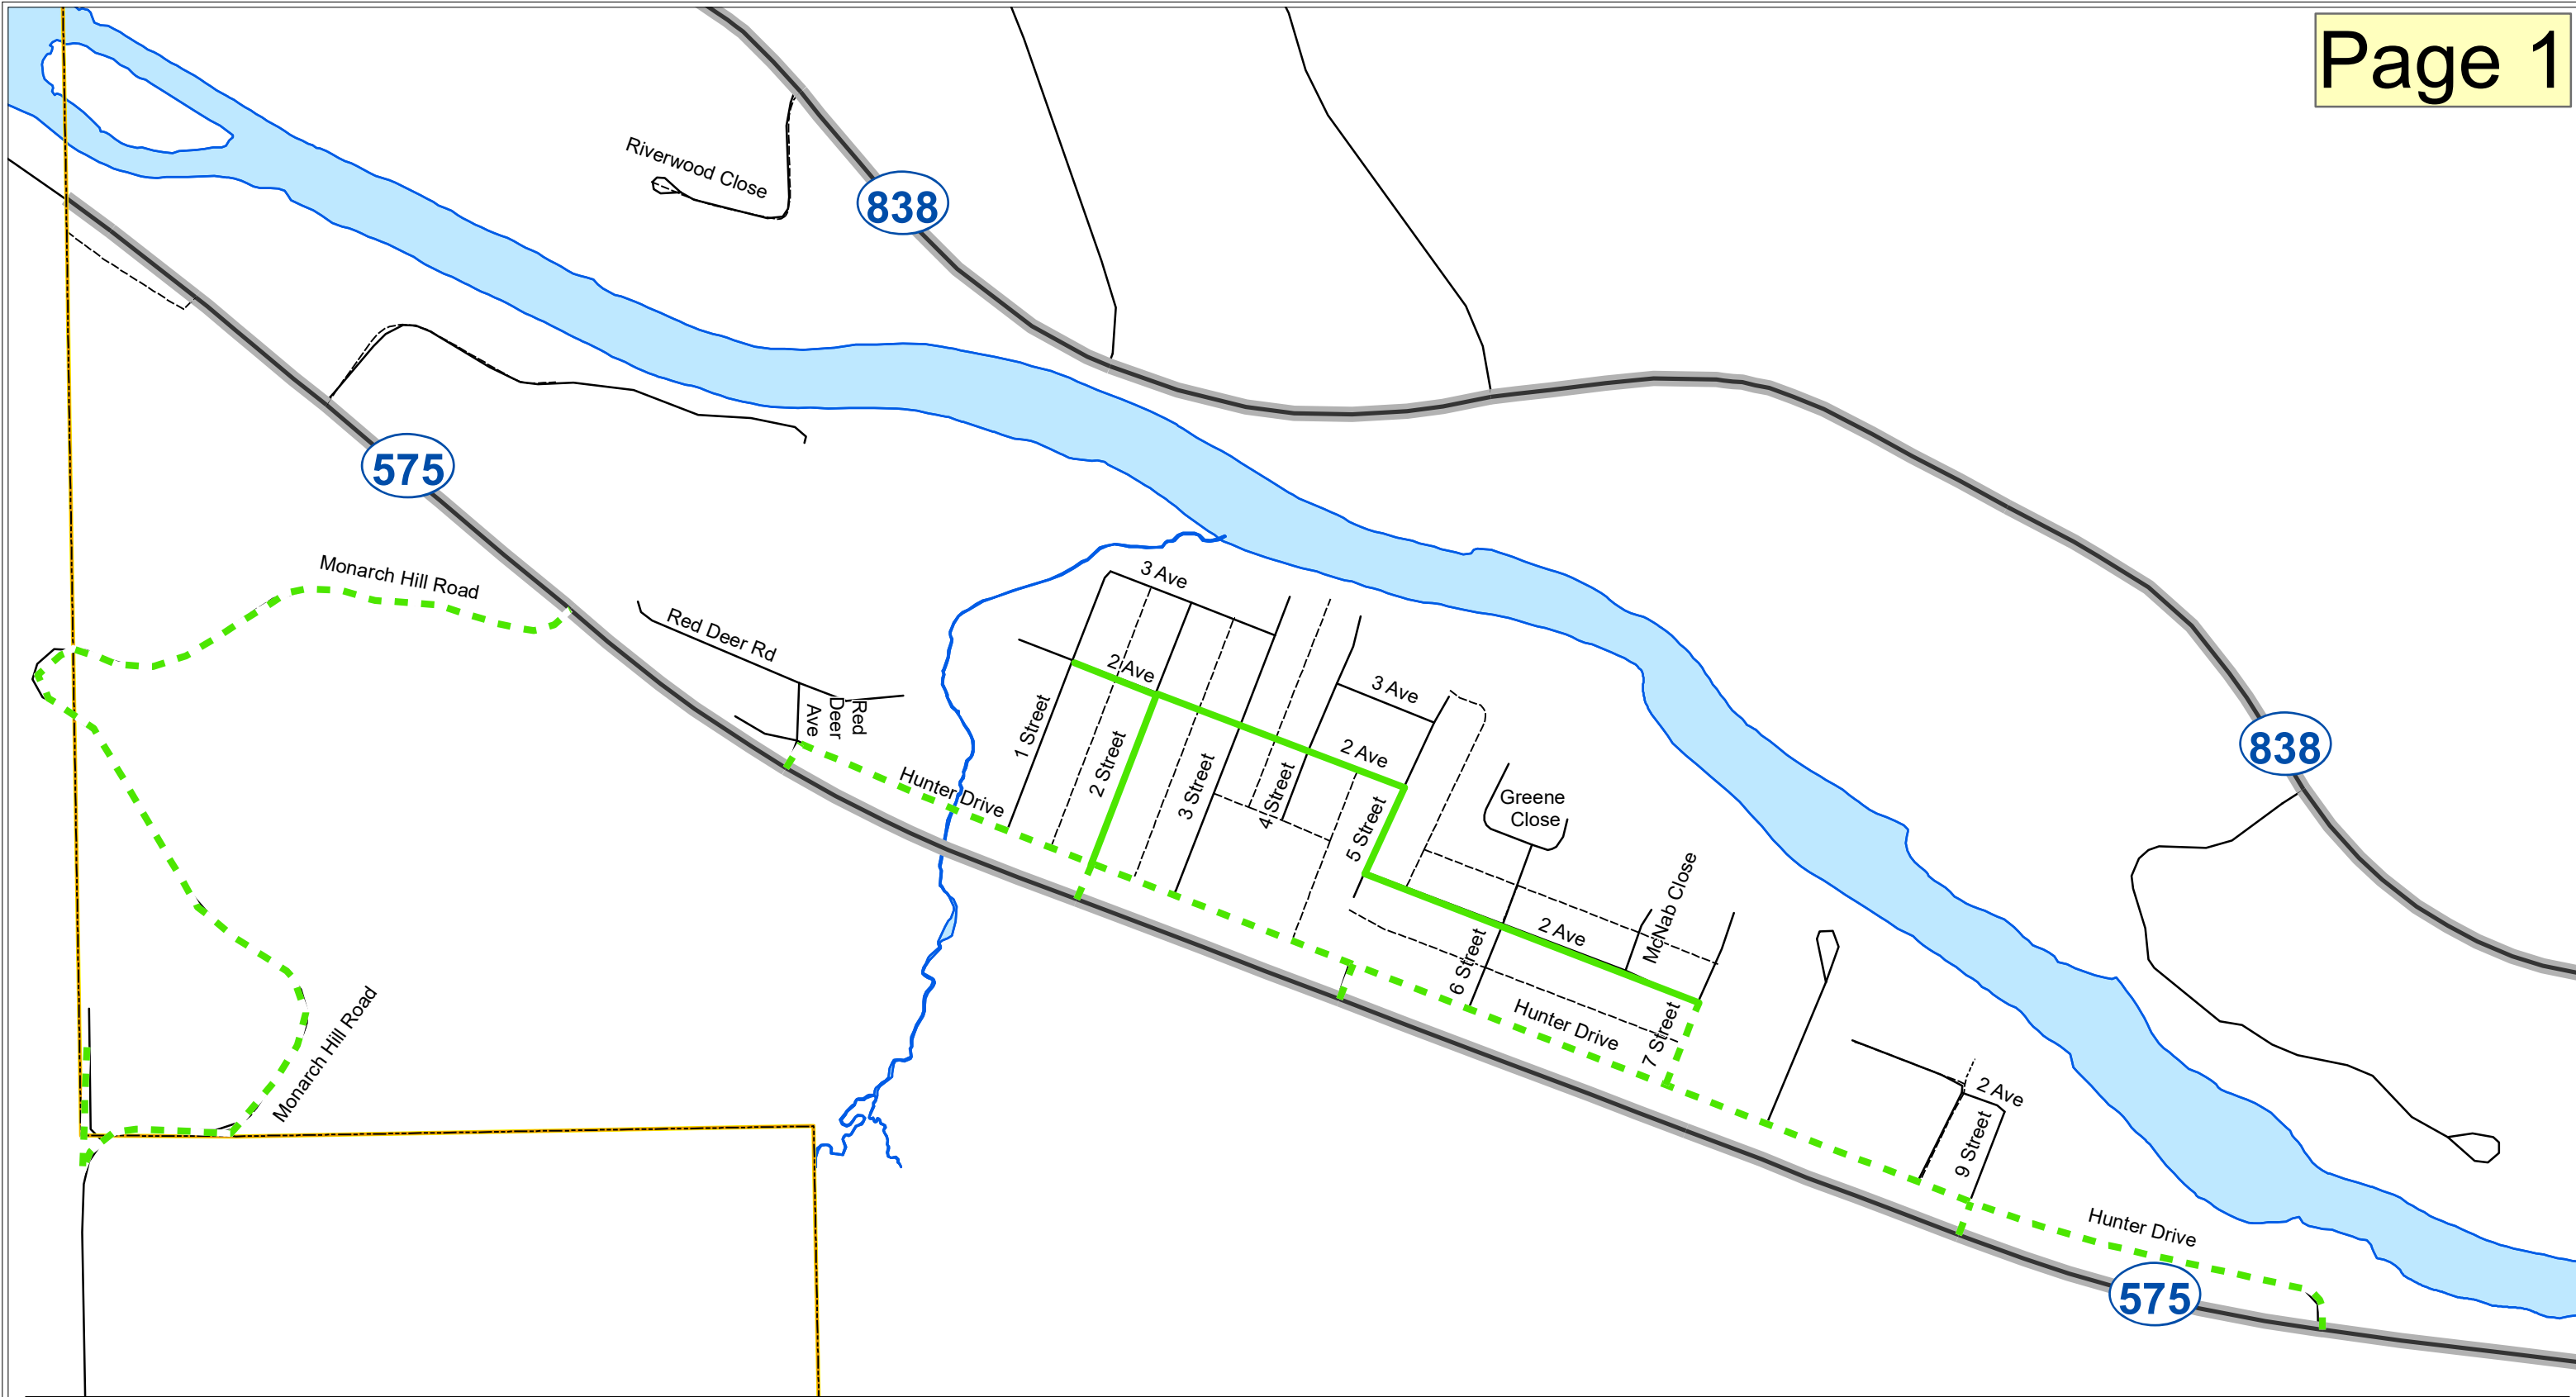 Page 1
Riverwood Close
838
575
Monarch Hill Road
3 Ave
Red Deer Rd
2 Ave
3 Ave
Red
Deer
Ave
1 Street
2 Street
3 Street
4 Street
2 Ave
5 Street
838
Hunter Drive
Greene
Close
McNab Close
2 Ave
6 Street
Hunter Drive
7 Street
Monarch Hill Road
2 Ave
9 Street
Hunter Drive
575